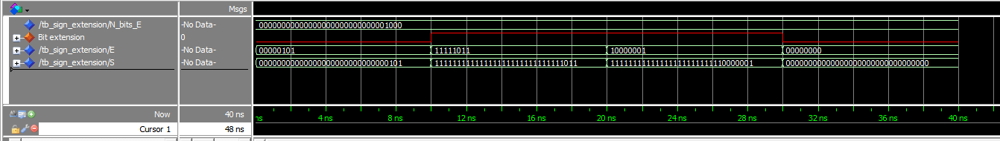 Msgs
/tb_sign_extension/N_bits_E -No Data- 00000000000000000000000000001000
Bit extension 0
/tb_sign_extension/E -No Data- 00000101 11111011 10000001 00000000
/tb_sign_extension/S -No Data- 00000000000000000000000000000101 11111111111111111111111111111011 11111111111111111111111110000001 00000000000000000000000000000000
Now 40 ns ns 4 ns 8 ns 12 ns 16 ns 20 ns 24 ns 28 ns 32 ns 36 ns 40 ns
Cursor 1 48 ns